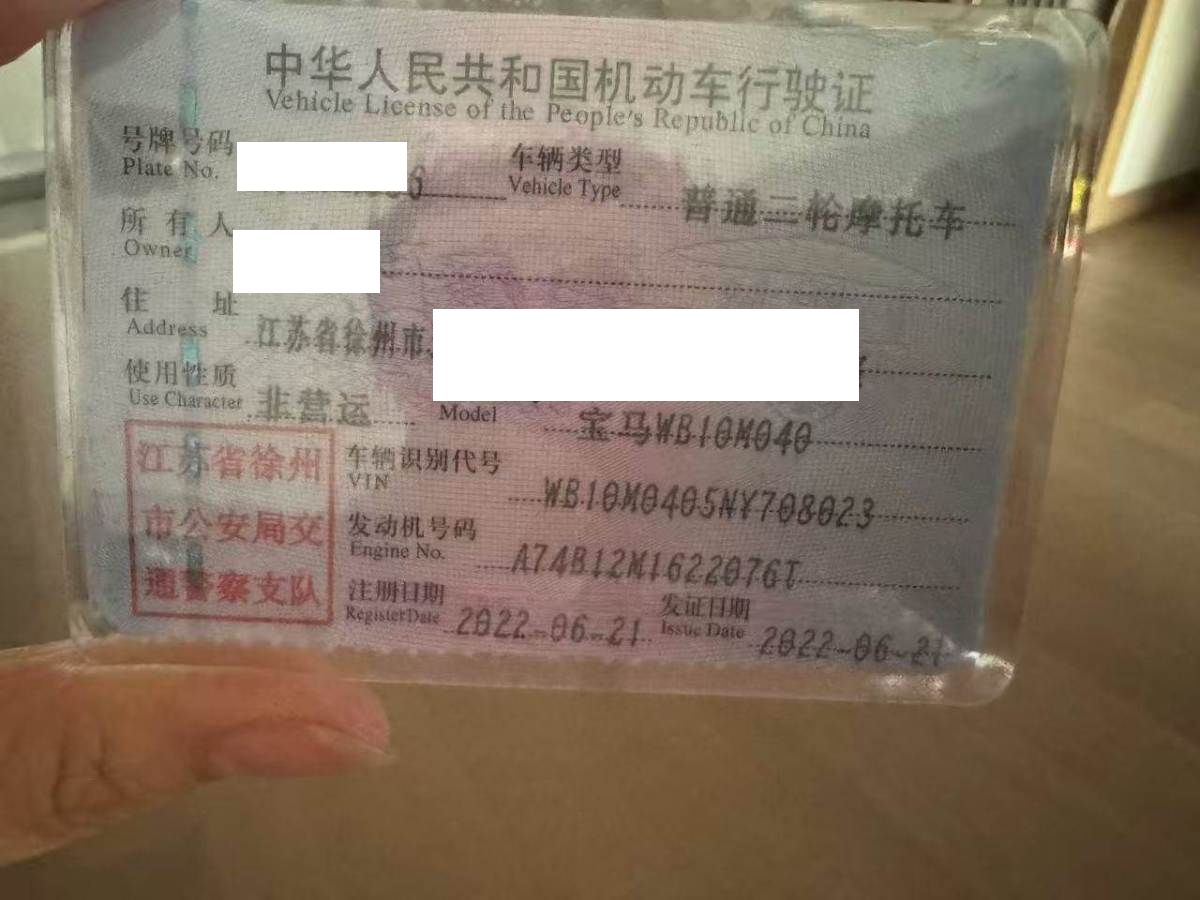 中华人民共和国机动车行驶证
Vehicle License of the People's Republic of China
号牌号码 车辆类型
Plate No. 6 Vehicle Type 普通二轮摩托车
所有人
Owner
住址
Address 江苏省徐州市
使用性质
Use Character 非营运 Model 宝马WB10M040
江苏省徐州
市公安局交
通警察支队
车辆识别代号
VIN WB10M0405NY708023
发动机号码
Engine No. A74B12M1622076T
注册日期 发证日期
Register Date 2022-06-21 Issue Date 2022-06-21